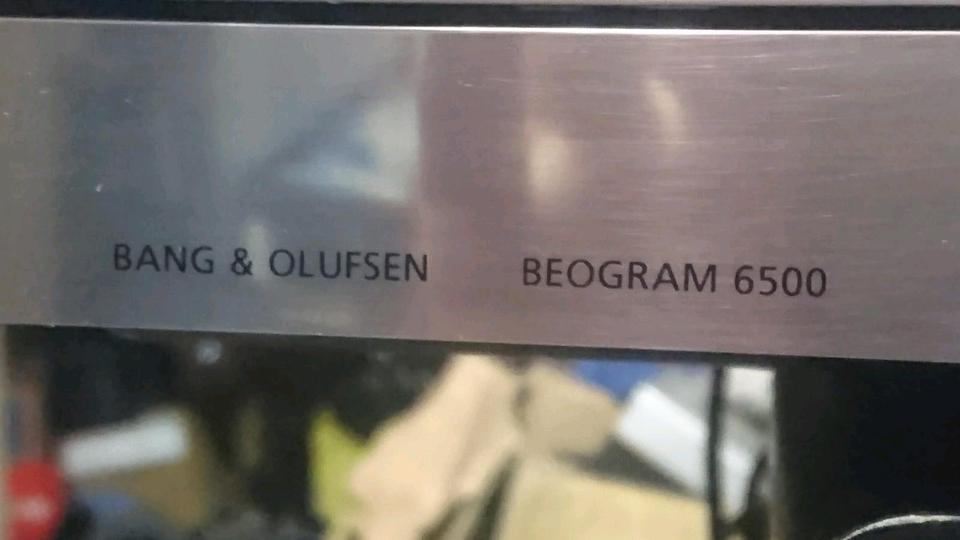 BANG & OLUFSEN BEOGRAM 6500